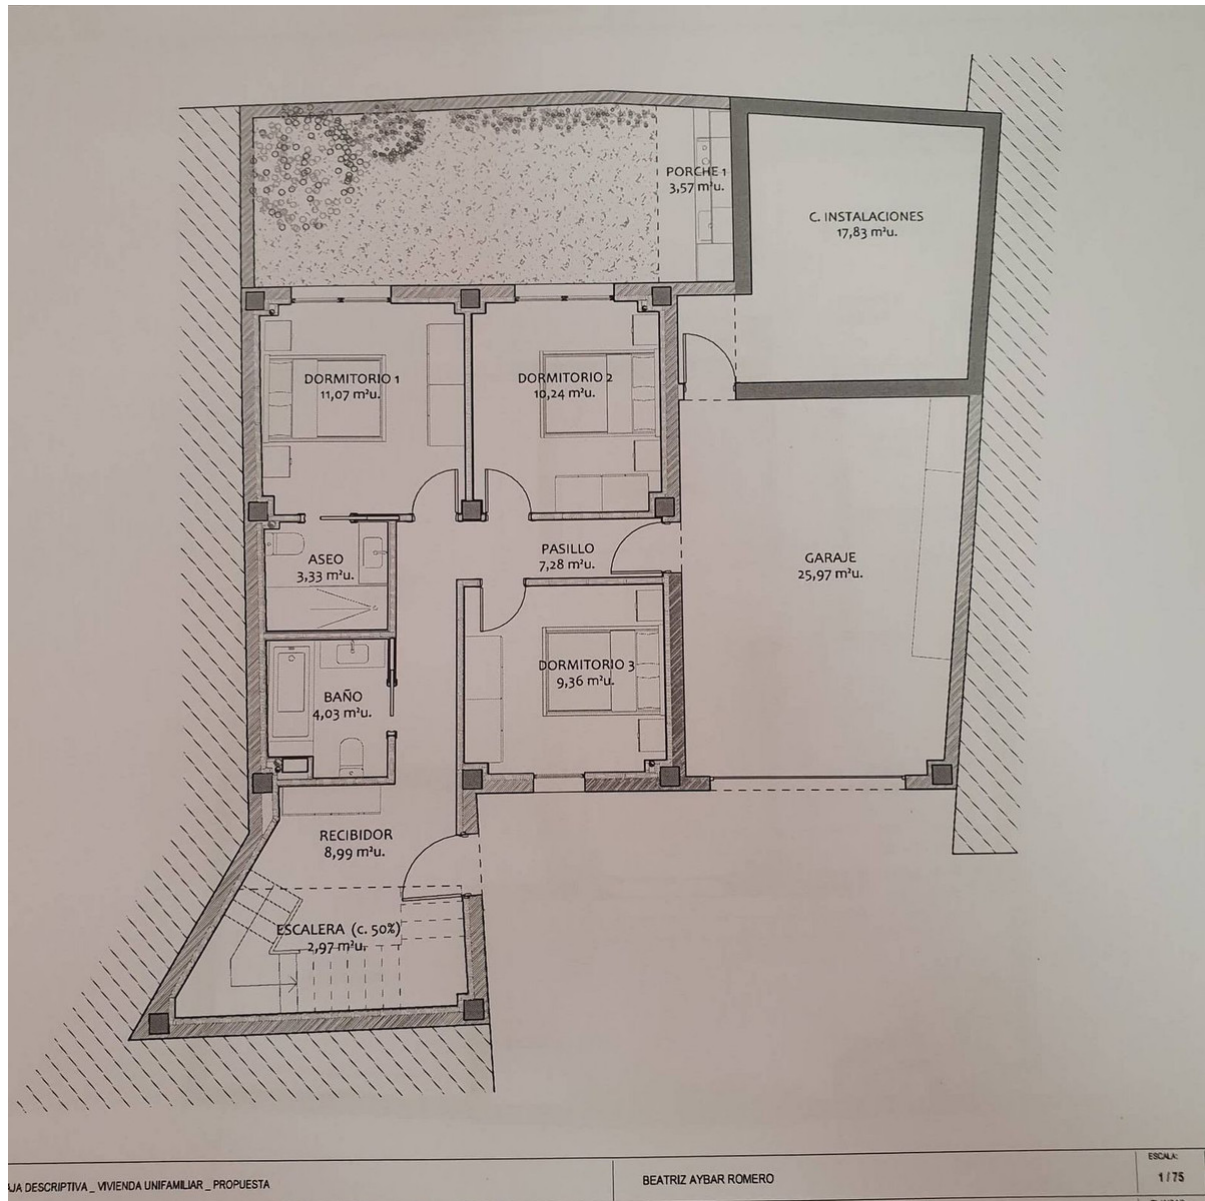 PORCHE 1
3,57 m²u.
C. INSTALACIONES
17,83 m²u.
DORMITORIO 1
11,07 m²u.
DORMITORIO 2
10,24 m²u.
ASEO
3,33 m²u.
PASILLO
7,28 m²u.
GARAJE
25,97 m²u.
DORMITORIO 3
9,36 m²u.
BAÑO
4,03 m²u.
RECIBIDOR
8,99 m²u.
ESCALERA (c. 50%)
2,97 m²u.
DESCRIPTIVA _ VIVIENDA UNIFAMILIAR _ PROPUESTA
BEATRIZ AYBAR ROMERO
ESCALA:
1 / 75